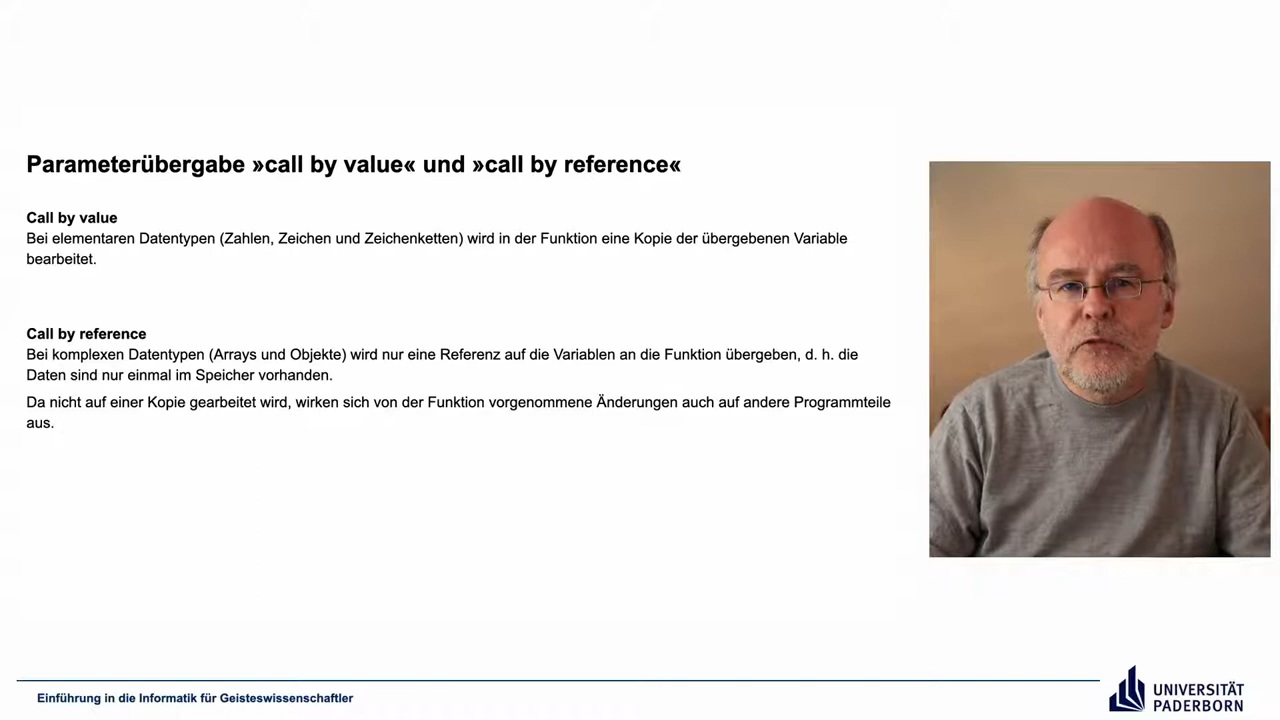 Parameterübergabe »call by value« und »call by reference«
Call by value
Bei elementaren Datentypen (Zahlen, Zeichen und Zeichenketten) wird in der Funktion eine Kopie der übergebenen Variable
bearbeitet.
Call by reference
Bei komplexen Datentypen (Arrays und Objekte) wird nur eine Referenz auf die Variablen an die Funktion übergeben, d. h. die
Daten sind nur einmal im Speicher vorhanden.
Da nicht auf einer Kopie gearbeitet wird, wirken sich von der Funktion vorgenommene Änderungen auch auf andere Programmteile
aus.
Einführung in die Informatik für Geisteswissenschaftler
UNIVERSITÄT
PADERBORN